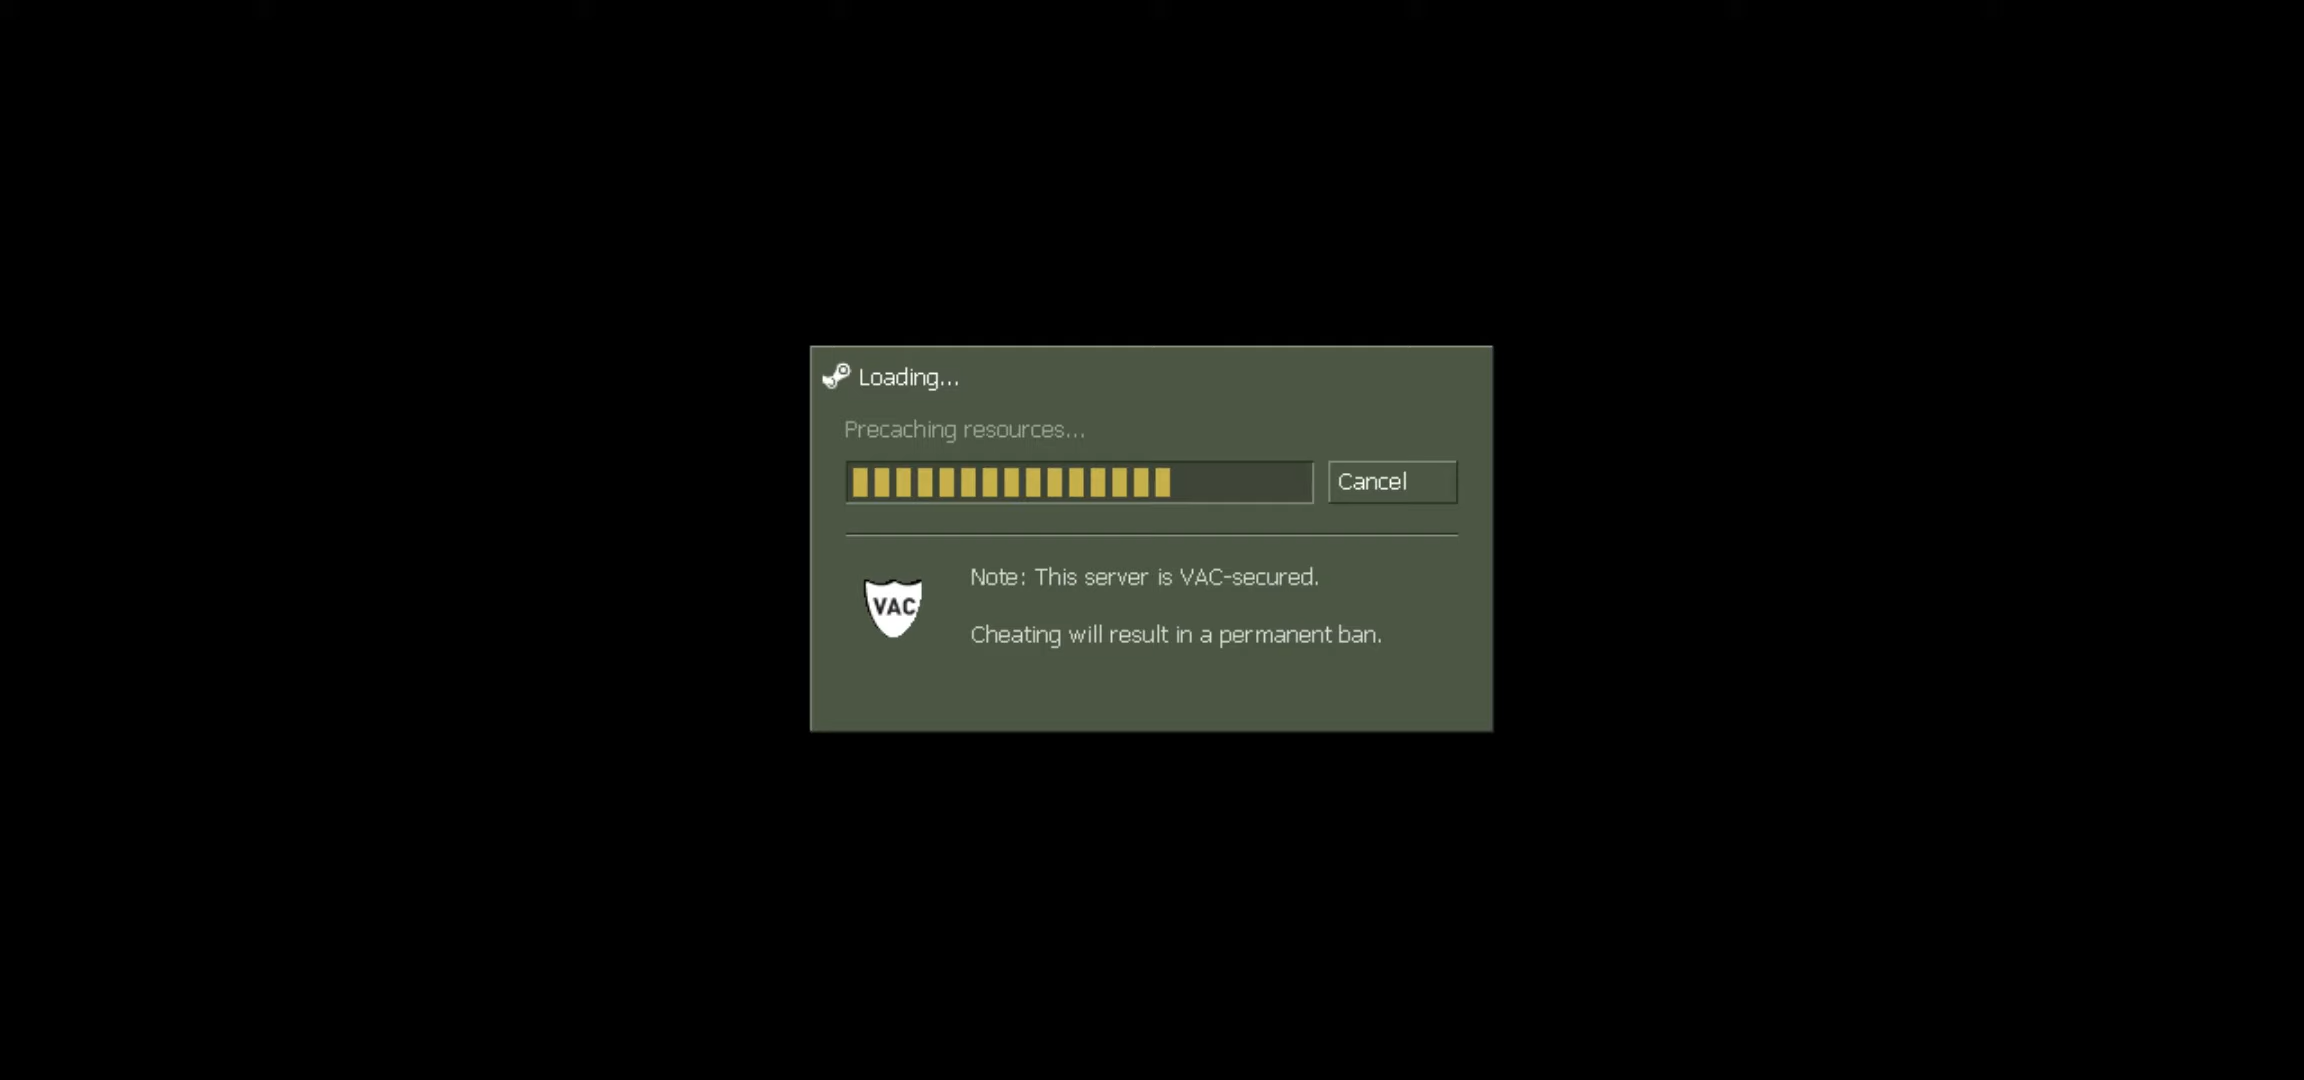 Loading...
Precaching resources...
Cancel
Note: This server is VAC-secured.
VAC
Cheating will result in a permanent ban.